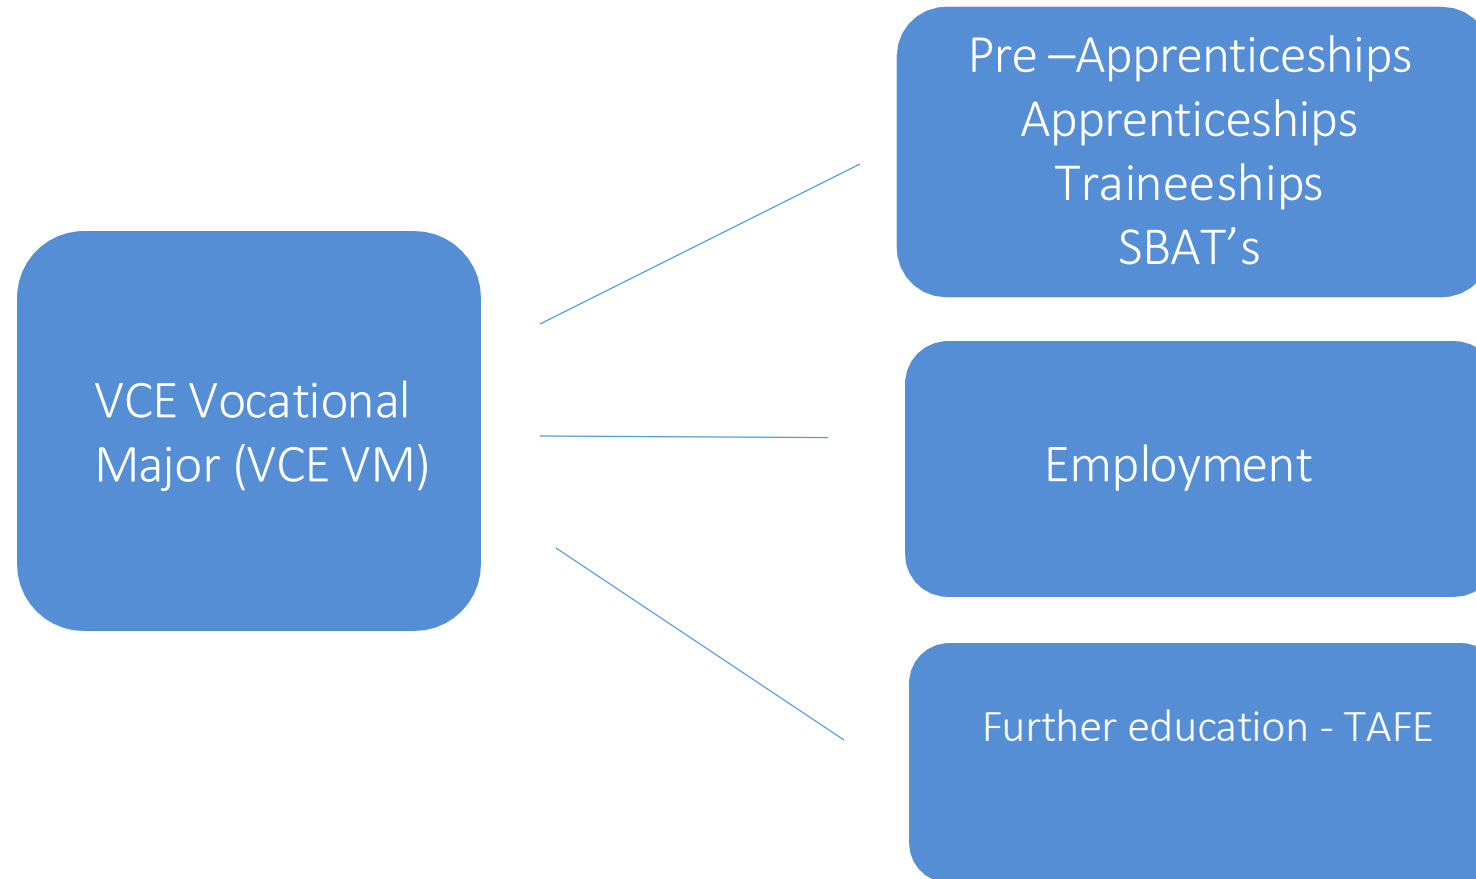 VCE Vocational
Major (VCE VM)
Pre –Apprenticeships
Apprenticeships
Traineeships
SBAT’s
Employment
Further education - TAFE